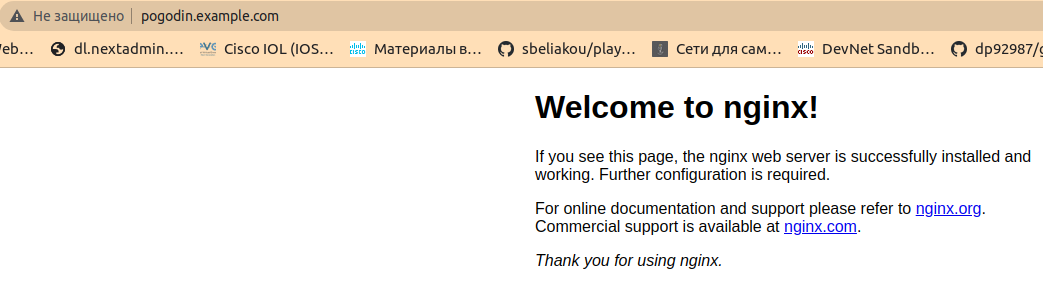 Не защищено pogodin.example.com
Web… dl.nextadmin.… Cisco IOL (IOS… Материалы в… sbeliakou/play… Сети для сам… DevNet Sandb… dp92987/g
Welcome to nginx!
If you see this page, the nginx web server is successfully installed and
working. Further configuration is required.
For online documentation and support please refer to nginx.org.
Commercial support is available at nginx.com.
Thank you for using nginx.